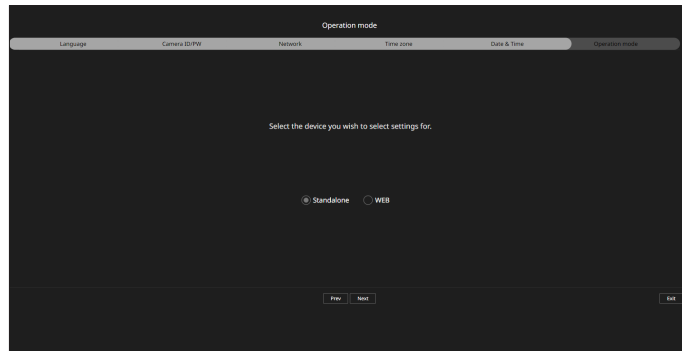 Operation mode
Language Camera ID/PW Network Time zone Date & Time Operation mode
Select the device you wish to select settings for.
Standalone WEB
Prev Next Exit